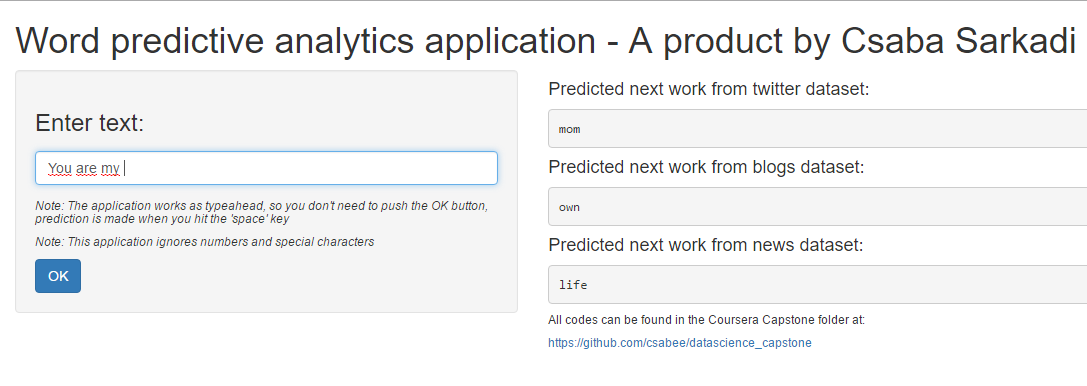 Word predictive analytics application - A product by Csaba Sarkadi
Enter text:
You are my
Note: The application works as typeahead, so you don't need to push the OK button,
prediction is made when you hit the 'space' key
Note: This application ignores numbers and special characters
OK
Predicted next work from twitter dataset:
mom
Predicted next work from blogs dataset:
own
Predicted next work from news dataset:
life
All codes can be found in the Coursera Capstone folder at:
https://github.com/csabee/datascience_capstone